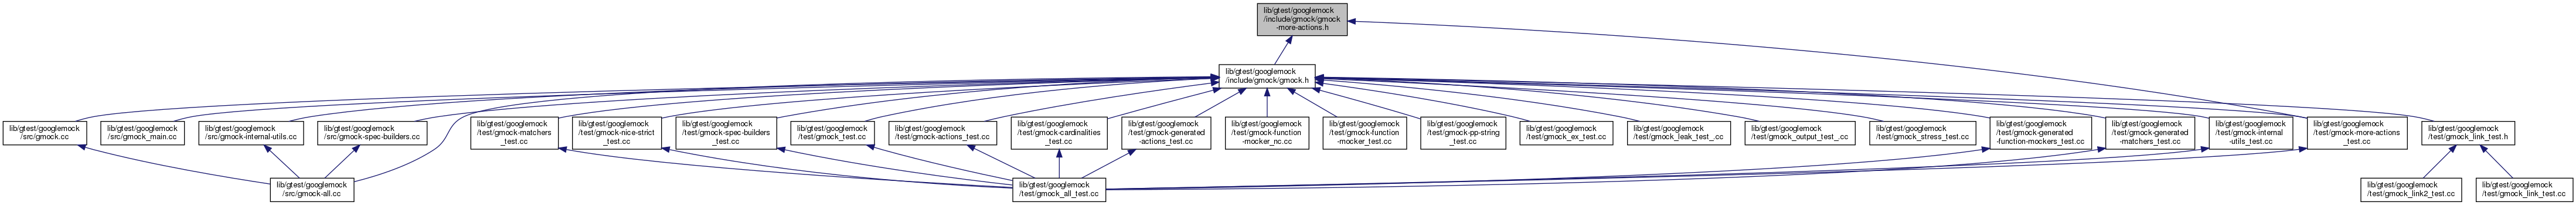 lib/gtest/googlemock
/include/gmock/gmock
-more-actions.h
lib/gtest/googlemock
/include/gmock/gmock.h
lib/gtest/googlemock
/src/gmock.cc
lib/gtest/googlemock
/src/gmock_main.cc
lib/gtest/googlemock
/src/gmock-internal-utils.cc
lib/gtest/googlemock
/src/gmock-spec-builders.cc
lib/gtest/googlemock
/test/gmock-matchers
_test.cc
lib/gtest/googlemock
/test/gmock-nice-strict
_test.cc
lib/gtest/googlemock
/test/gmock-spec-builders
_test.cc
lib/gtest/googlemock
/test/gmock_test.cc
lib/gtest/googlemock
/test/gmock-actions_test.cc
lib/gtest/googlemock
/test/gmock-cardinalities
_test.cc
lib/gtest/googlemock
/test/gmock-generated
-actions_test.cc
lib/gtest/googlemock
/test/gmock-function
-mocker_nc.cc
lib/gtest/googlemock
/test/gmock-function
-mocker_test.cc
lib/gtest/googlemock
/test/gmock-pp-string
_test.cc
lib/gtest/googlemock
/test/gmock_ex_test.cc
lib/gtest/googlemock
/test/gmock_leak_test_.cc
lib/gtest/googlemock
/test/gmock_output_test_.cc
lib/gtest/googlemock
/test/gmock_stress_test.cc
lib/gtest/googlemock
/test/gmock-generated
-function-mockers_test.cc
lib/gtest/googlemock
/test/gmock-generated
-matchers_test.cc
lib/gtest/googlemock
/test/gmock-internal
-utils_test.cc
lib/gtest/googlemock
/test/gmock-more-actions
_test.cc
lib/gtest/googlemock
/test/gmock_link_test.h
lib/gtest/googlemock
/src/gmock-all.cc
lib/gtest/googlemock
/test/gmock_all_test.cc
lib/gtest/googlemock
/test/gmock_link2_test.cc
lib/gtest/googlemock
/test/gmock_link_test.cc